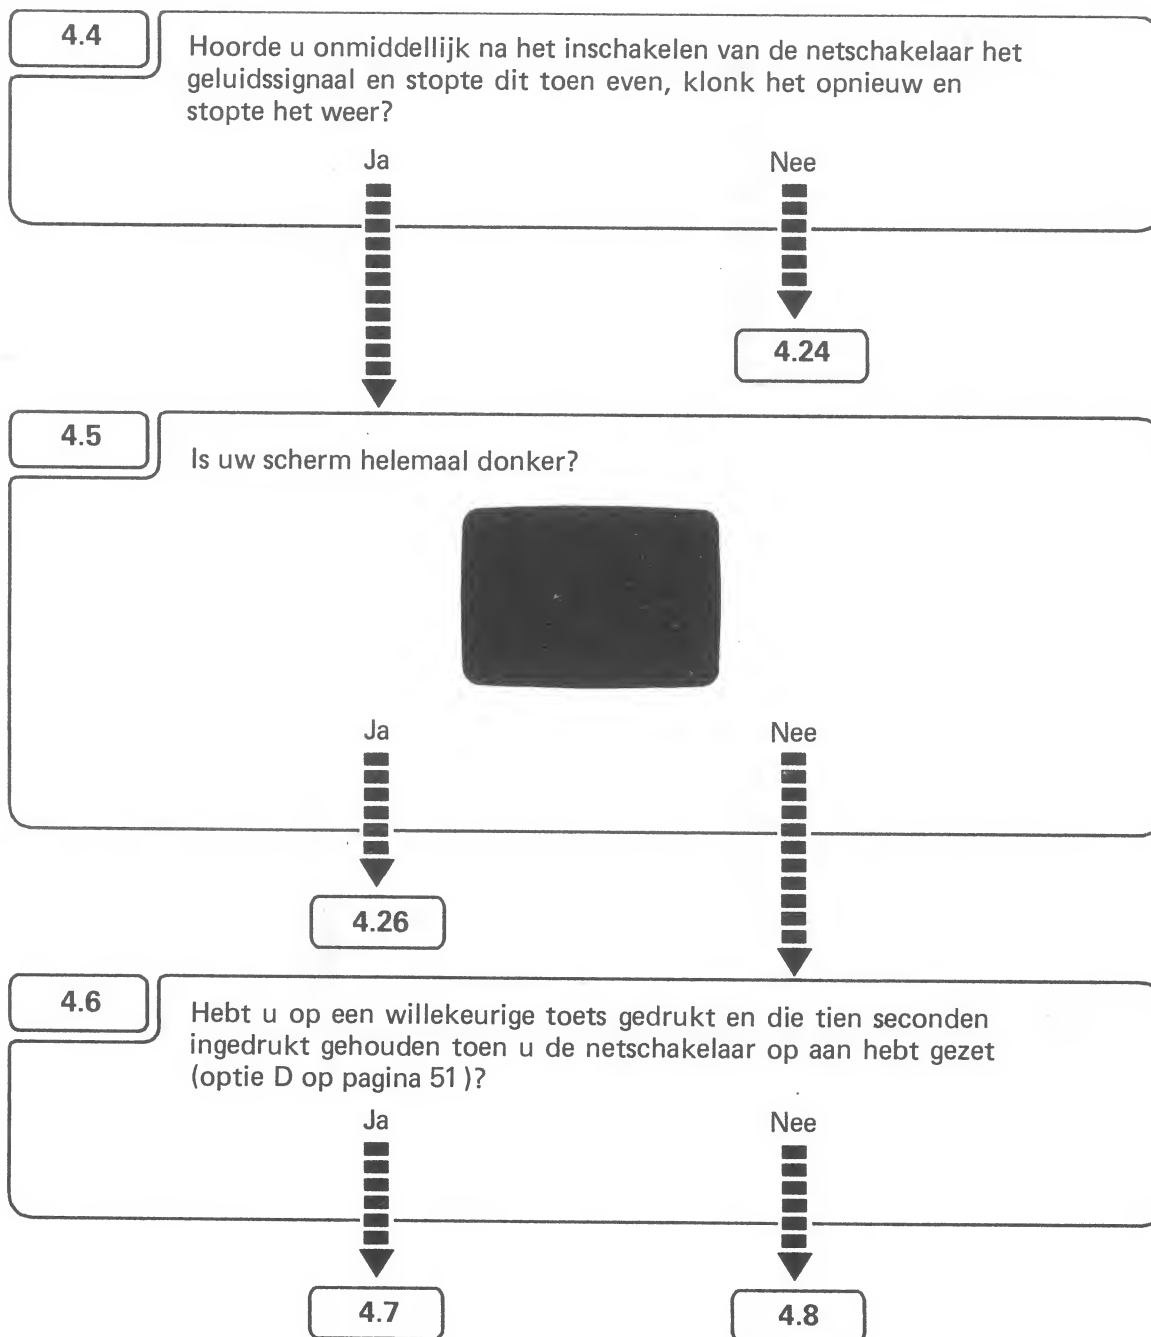 4.4
Hoorde u onmiddellijk na het inschakelen van de netschakelaar het
geluidssignaal en stopte dit toen even, klonk het opnieuw en
stopte het weer?
Ja
Nee
4.24
4.5
Is uw scherm helemaal donker?
Ja
Nee
4.26
4.6
Hebt u op een willekeurige toets gedrukt en die tien seconden
ingedrukt gehouden toen u de netschakelaar op aan hebt gezet
(optie D op pagina 51)?
Ja
Nee
4.7
4.8